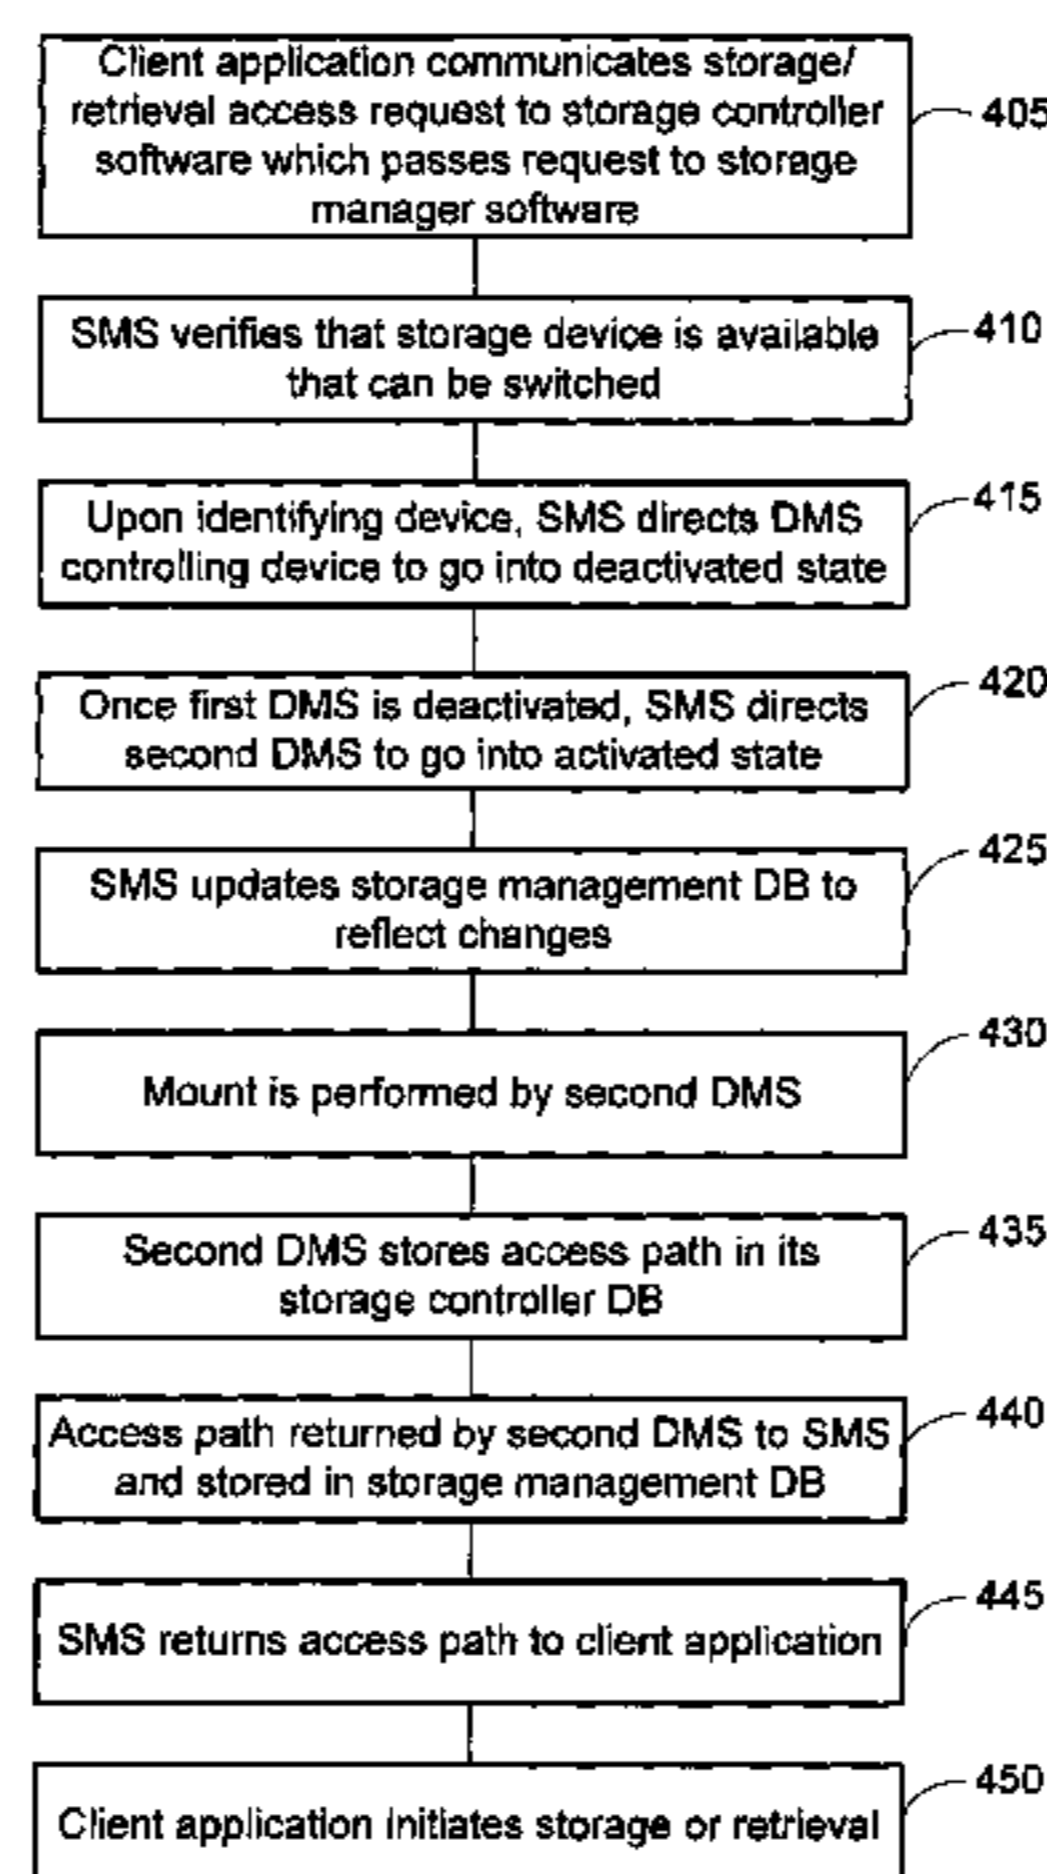 Client application communicates storage/
retrieval access request to storage controller
software which passes request to storage
manager software
405
SMS verifies that storage device is available
that can be switched
410
Upon identifying device, SMS directs DMS
controlling device to go into deactivated state
415
Once first DMS is deactivated, SMS directs
second DMS to go into activated state
420
SMS updates storage management DB to
reflect changes
425
Mount is performed by second DMS
430
Second DMS stores access path in its
storage controller DB
435
Access path returned by second DMS to SMS
and stored in storage management DB
440
SMS returns access path to client application
445
Client application initiates storage or retrieval
450